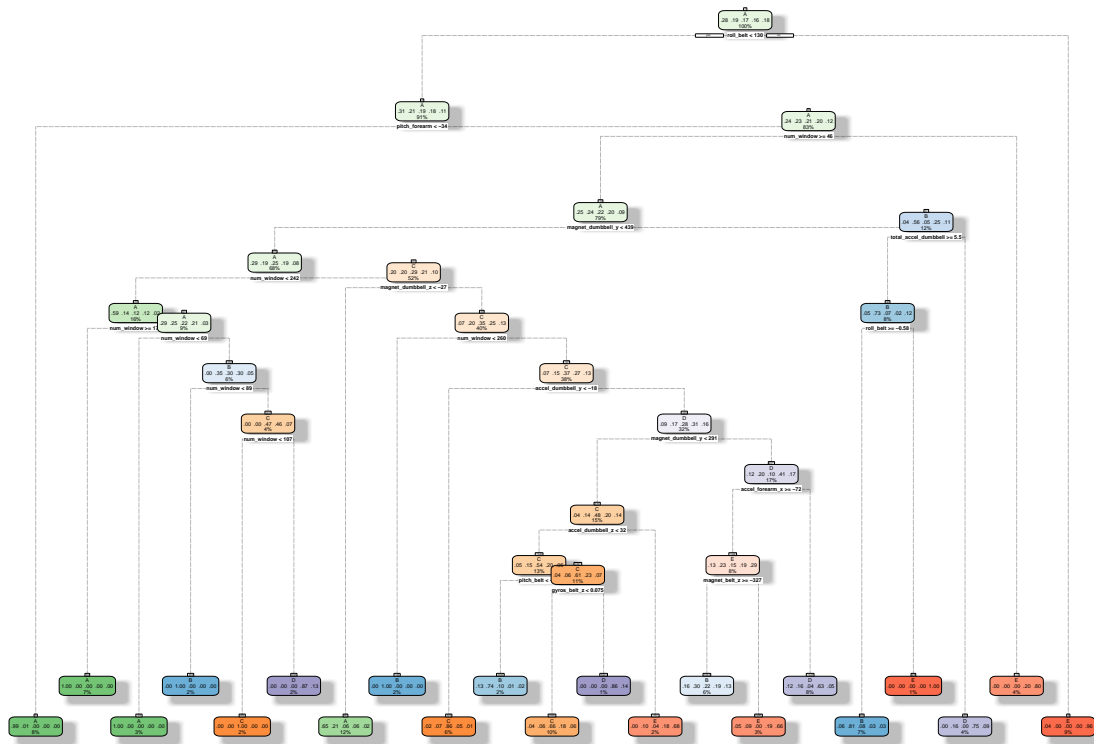 A
.28 .19 .17 .16 .18
100%
roll_belt < 130
A
.31 .21 .19 .18 .11
91%
pitch_forearm < −34
A
.24 .23 .21 .20 .12
83%
num_window >= 46
A
.25 .24 .22 .20 .09
79%
magnet_dumbbell_y < 439
B
.04 .56 .05 .25 .11
12%
total_accel_dumbbell >= 5.5
A
.29 .19 .25 .19 .08
68%
num_window < 242
C
.20 .20 .29 .21 .10
52%
magnet_dumbbell_z < −27
A
.59 .14 .12 .12
16%
num_window >=
A
.29 .25 .22 .21 .03
9%
num_window < 69
C
.07 .20 .35 .25 .13
40%
num_window < 260
B
.05 .73 .07 .02 .12
8%
roll_belt >= −0.58
B
.00 .35 .30 .30 .05
6%
num_window < 89
C
.07 .15 .37 .27 .13
38%
accel_dumbbell_y < −18
C
.00 .00 .47 .46 .07
4%
num_window < 107
D
.09 .17 .28 .31 .16
32%
magnet_dumbbell_y < 291
D
.12 .20 .10 .41 .17
17%
accel_forearm_x >= −72
C
.04 .14 .48 .20 .14
15%
accel_dumbbell_z < 32
C
.05 .15 .54 .20
13%
pitch_belt <
C
.04 .06 .61 .23 .07
11%
gyros_belt_z < 0.075
E
.13 .23 .15 .19 .29
8%
magnet_belt_z >= −327
A
1.00 .00 .00 .00 .00
7%
B
.00 1.00 .00 .00 .00
2%
D
.00 .00 .00 .87 .13
2%
B
.00 1.00 .00 .00 .00
2%
B
.13 .74 .10 .01 .02
2%
D
.00 .00 .00 .86 .14
1%
B
.16 .30 .22 .19 .13
6%
D
.12 .16 .04 .63 .05
8%
E
.00 .00 .00 .00 1.00
1%
E
.00 .00 .00 .20 .80
4%
A
.99 .01 .00 .00 .00
8%
A
1.00 .00 .00 .00 .00
3%
C
.00 .00 1.00 .00 .00
2%
A
.65 .21 .06 .06 .02
12%
C
.02 .07 .86 .05 .01
6%
C
.04 .06 .66 .18 .06
10%
E
.00 .10 .04 .18 .68
2%
E
.05 .09 .00 .19 .66
3%
B
.06 .81 .08 .03 .03
7%
D
.00 .16 .00 .75 .09
4%
E
.04 .00 .00 .00 .96
9%